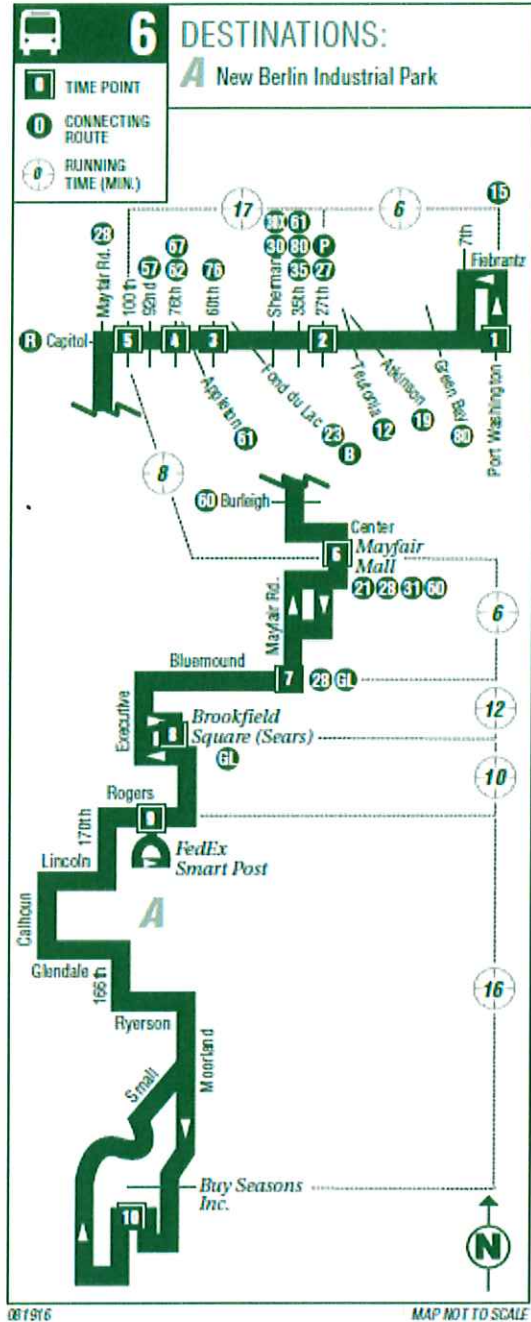 6
DESTINATIONS:
A New Berlin Industrial Park
0 TIME POINT
0 CONNECTING ROUTE
0 RUNNING TIME (MIN.)
17
6
15
28
67
61
57
62
76
30
80
P
35
27
Mayfair Rd.
100th
92nd
76th
60th
Sherman
35th
27th
7th
Fiebrantz
R Capitol
5
4
3
2
1
Appleton
61
Fond du Lac
23
B
Teutonia
12
Atkinson
19
Green Bay
80
Port Washington
8
60 Burleigh
Center
6
Mayfair
Mall
21 28 31 60
Mayfair Rd.
6
Bluemound
7
28 GL
12
Executive
8
Brookfield
Square (Sears)
GL
10
Rogers
170th
9
FedEx
Smart Post
Lincoln
A
Calhoun
Glendale
166th
16
Ryerson
Moorland
Small
Buy Seasons
Inc.
10
N
081916
MAP NOT TO SCALE